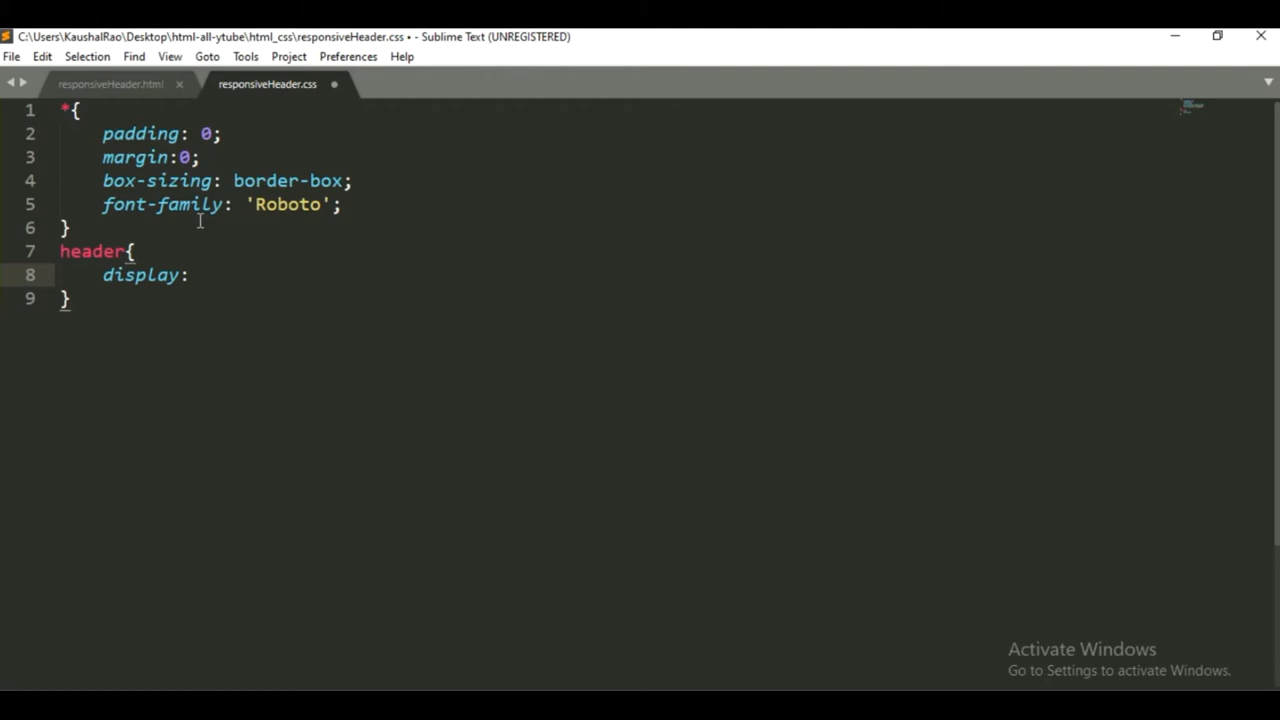 C:\Users\KaushalRao\Desktop\html-all-ytube\html_css\responsiveHeader.css • - Sublime Text (UNREGISTERED)
File Edit Selection Find View Goto Tools Project Preferences Help
responsiveHeader.html × responsiveHeader.css
1 *{
2 padding: 0;
3 margin:0;
4 box-sizing: border-box;
5 font-family: 'Roboto';
6 }
7 header{
8 display:
9 }
Activate Windows
Go to Settings to activate Windows.